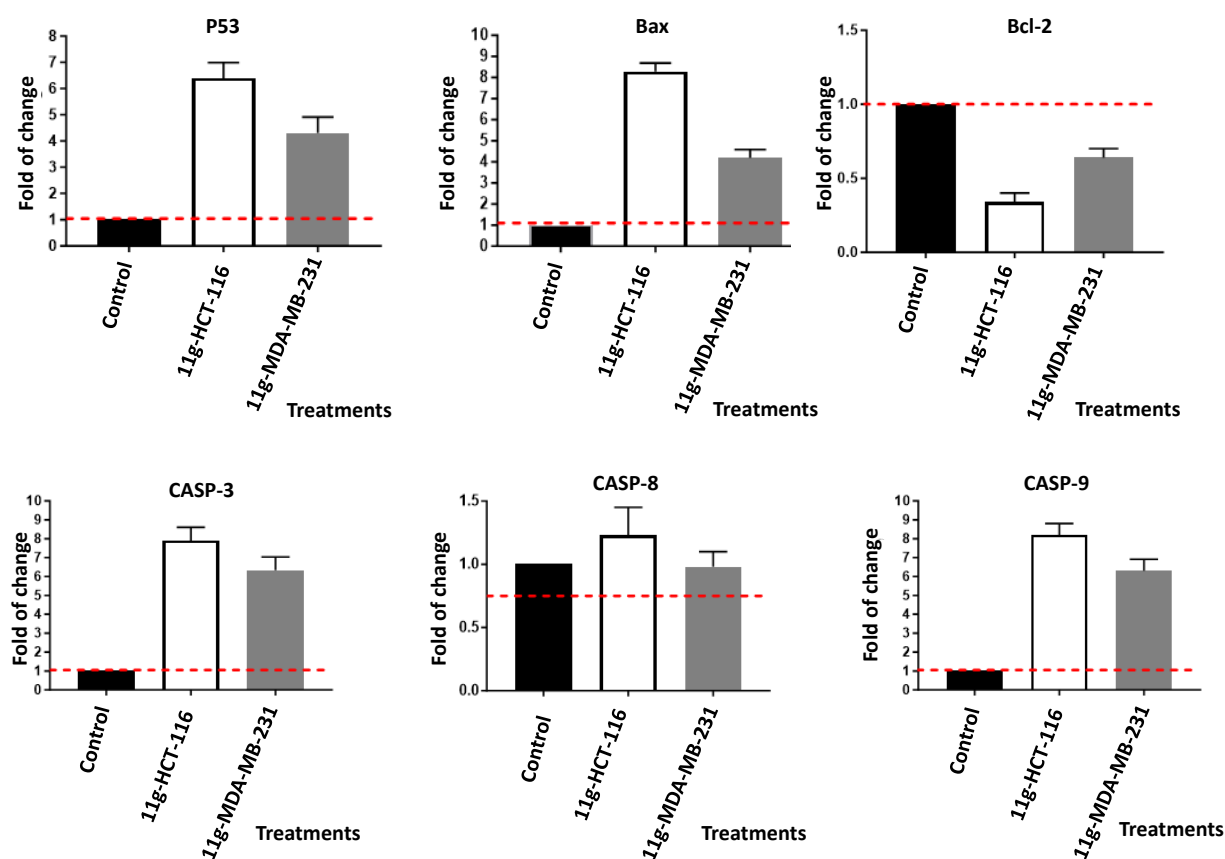 P53
Fold of change
8
7
6
5
4
3
2
1
0
Control
11g-HCT-116
11g-MDA-MB-231
Treatments
Bax
Fold of change
10
9
8
7
6
5
4
3
2
1
0
Control
11g-HCT-116
11g-MDA-MB-231
Treatments
Bcl-2
Fold of change
1.5
1.0
0.5
0.0
Control
11g-HCT-116
11g-MDA-MB-231
Treatments
CASP-3
Fold of change
10
9
8
7
6
5
4
3
2
1
0
Control
11g-HCT-116
11g-MDA-MB-231
Treatments
CASP-8
Fold of change
1.5
1.0
0.5
0.0
Control
11g-HCT-116
11g-MDA-MB-231
Treatments
CASP-9
Fold of change
10
9
8
7
6
5
4
3
2
1
0
Control
11g-HCT-116
11g-MDA-MB-231
Treatments